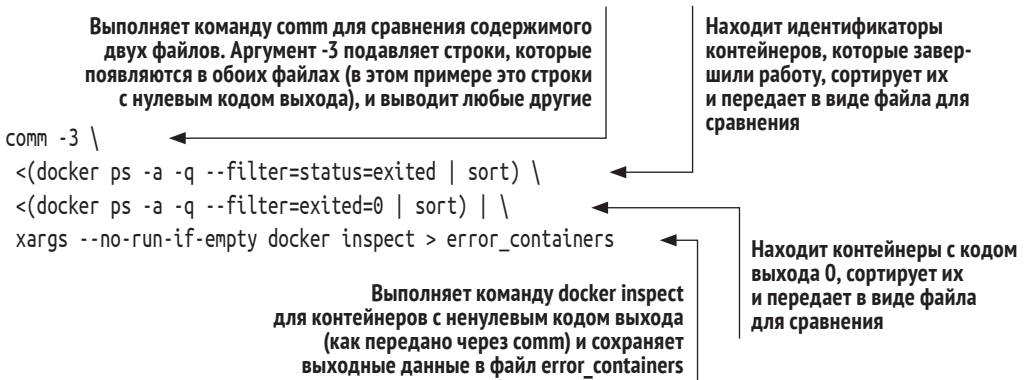 Выполняет команду comm для сравнения содержимого
двух файлов. Аргумент -3 подавляет строки, которые
появляются в обоих файлах (в этом примере это строки
с нулевым кодом выхода), и выводит любые другие
Находит идентификаторы
контейнеров, которые завер-
шили работу, сортирует их
и передает в виде файла для
сравнения
comm -3 \
<(docker ps -a -q --filter=status=exited | sort) \
<(docker ps -a -q --filter=exited=0 | sort) | \
xargs --no-run-if-empty docker inspect > error_containers
Находит контейнеры с кодом
выхода 0, сортирует их
и передает в виде файла
для сравнения
Выполняет команду docker inspect
для контейнеров с ненулевым кодом выхода
(как передано через comm) и сохраняет
выходные данные в файл error_containers